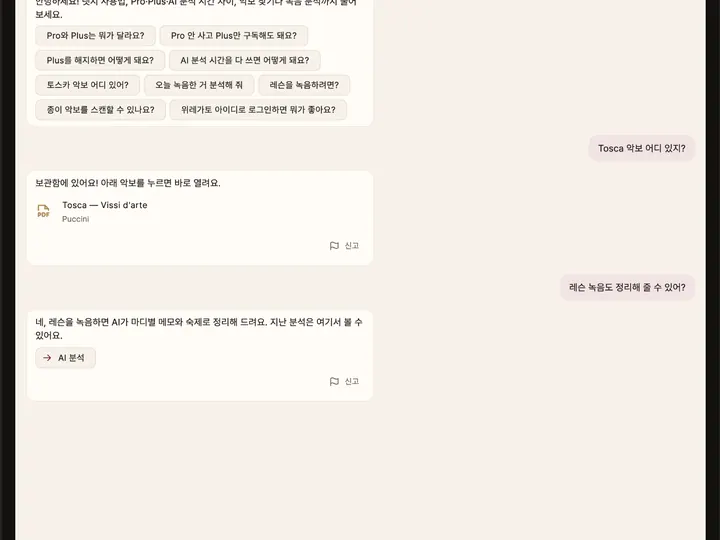 보세요.
Pro와 Plus는 뭐가 달라요?
Pro 안 사고 Plus만 구독해도 돼요?
Plus를 해지하면 어떻게 돼요?
AI 분석 시간을 다 쓰면 어떻게 돼요?
토스카 악보 어디 있어?
오늘 녹음한 거 분석해 줘
레슨을 녹음하려면?
종이 악보를 스캔할 수 있나요?
위레가토 아이디로 로그인하면 뭐가 좋아요?
Tosca 악보 어디 있지?
보관함에 있어요! 아래 악보를 누르면 바로 열려요.
PDF
Tosca — Vissi d'arte
Puccini
신고
레슨 녹음도 정리해 줄 수 있어?
네, 레슨을 녹음하면 AI가 마디별 메모와 숙제로 정리해 드려요. 지난 분석은 여기서 볼 수
있어요.
AI 분석
신고